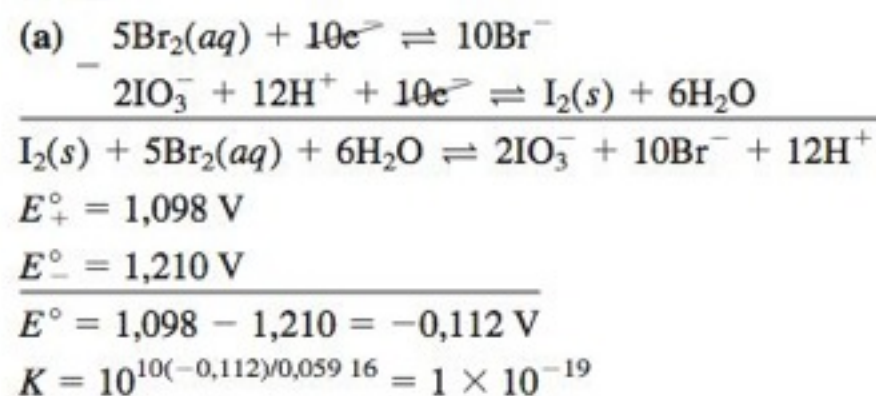 (a) 5Br₂(aq) + 10e⁻ ⇌ 10Br⁻
− 2IO₃⁻ + 12H⁺ + 10e⁻ ⇌ I₂(s) + 6H₂O
I₂(s) + 5Br₂(aq) + 6H₂O ⇌ 2IO₃⁻ + 10Br⁻ + 12H⁺
E°₊ = 1,098 V
E°₋ = 1,210 V
E° = 1,098 − 1,210 = −0,112 V
K = 10^10(−0,112)/0,059 16 = 1 × 10⁻¹⁹